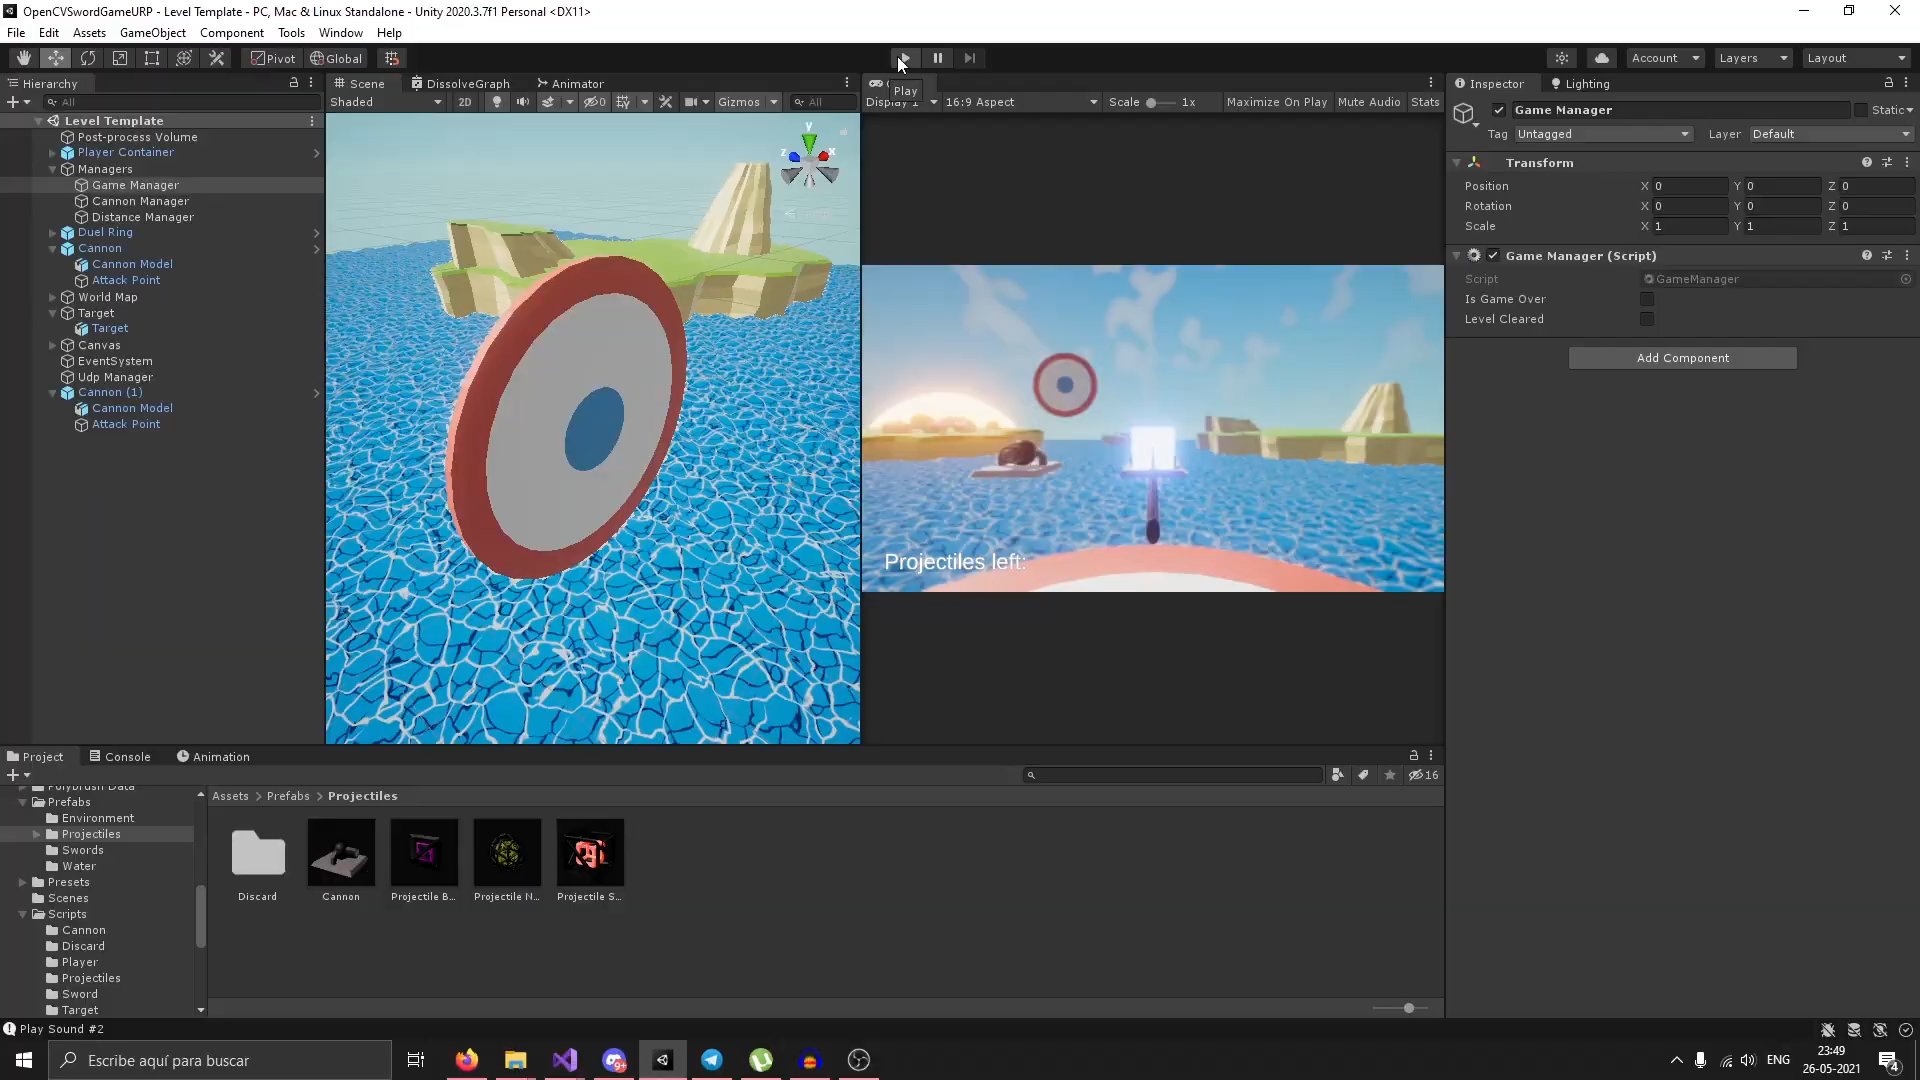 OpenCVSwordGameURP - Level Template - PC, Mac & Linux Standalone - Unity 2020.3.7f1 Personal <DX11>
File Edit Assets GameObject Component Tools Window Help
Pivot Global Account Layers Layout
Play
Hierarchy
All
Level Template
Post-process Volume
Player Container
Managers
Game Manager
Cannon Manager
Distance Manager
Duel Ring
Cannon
Cannon Model
Attack Point
World Map
Target
Target
Canvas
EventSystem
Udp Manager
Cannon (1)
Cannon Model
Attack Point
Scene DissolveGraph Animator
Shaded 2D Gizmos All
y
z x
Display 1 16:9 Aspect Scale 1x Maximize On Play Mute Audio Stats
Projectiles left:
Inspector Lighting
Game Manager Static
Tag Untagged Layer Default
Transform
Position X 0 Y 0 Z 0
Rotation X 0 Y 0 Z 0
Scale X 1 Y 1 Z 1
Game Manager (Script)
Script GameManager
Is Game Over
Level Cleared
Add Component
Project Console Animation
16
Polybrush Data
Prefabs
Environment
Projectiles
Swords
Water
Presets
Scenes
Scripts
Cannon
Discard
Player
Projectiles
Sword
Target
Assets > Prefabs > Projectiles
Discard Cannon Projectile B... Projectile N... Projectile S...
Play Sound #2
Escribe aquí para buscar
9+
ENG
23:49
26-05-2021
4